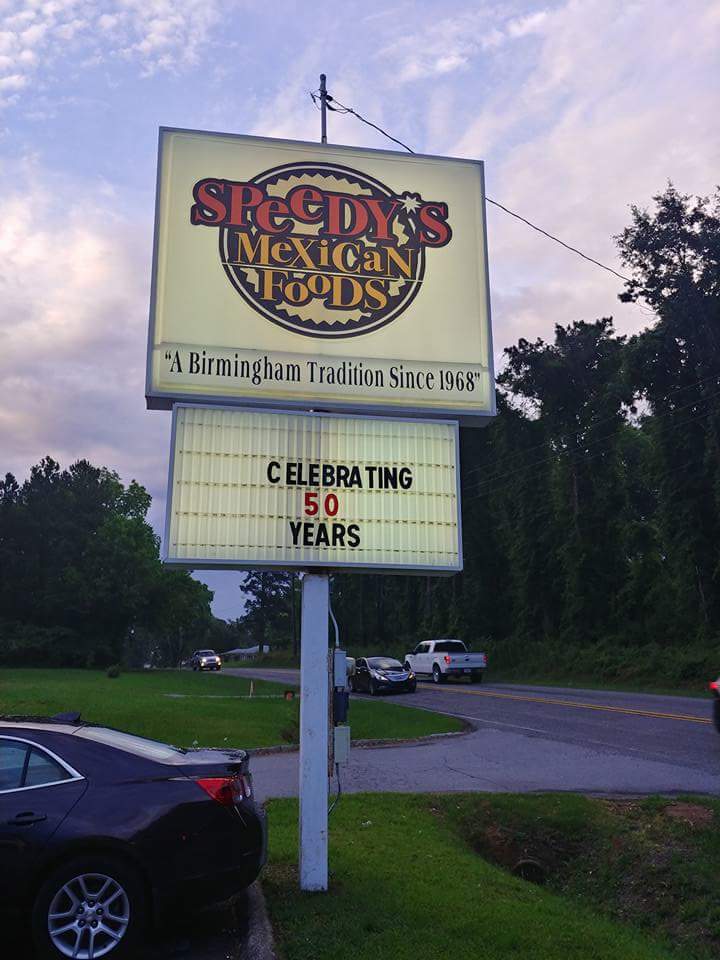 SPeeDY'S
MeXiCaN
FooDS
"A Birmingham Tradition Since 1968"
CELEBRATING
50
YEARS